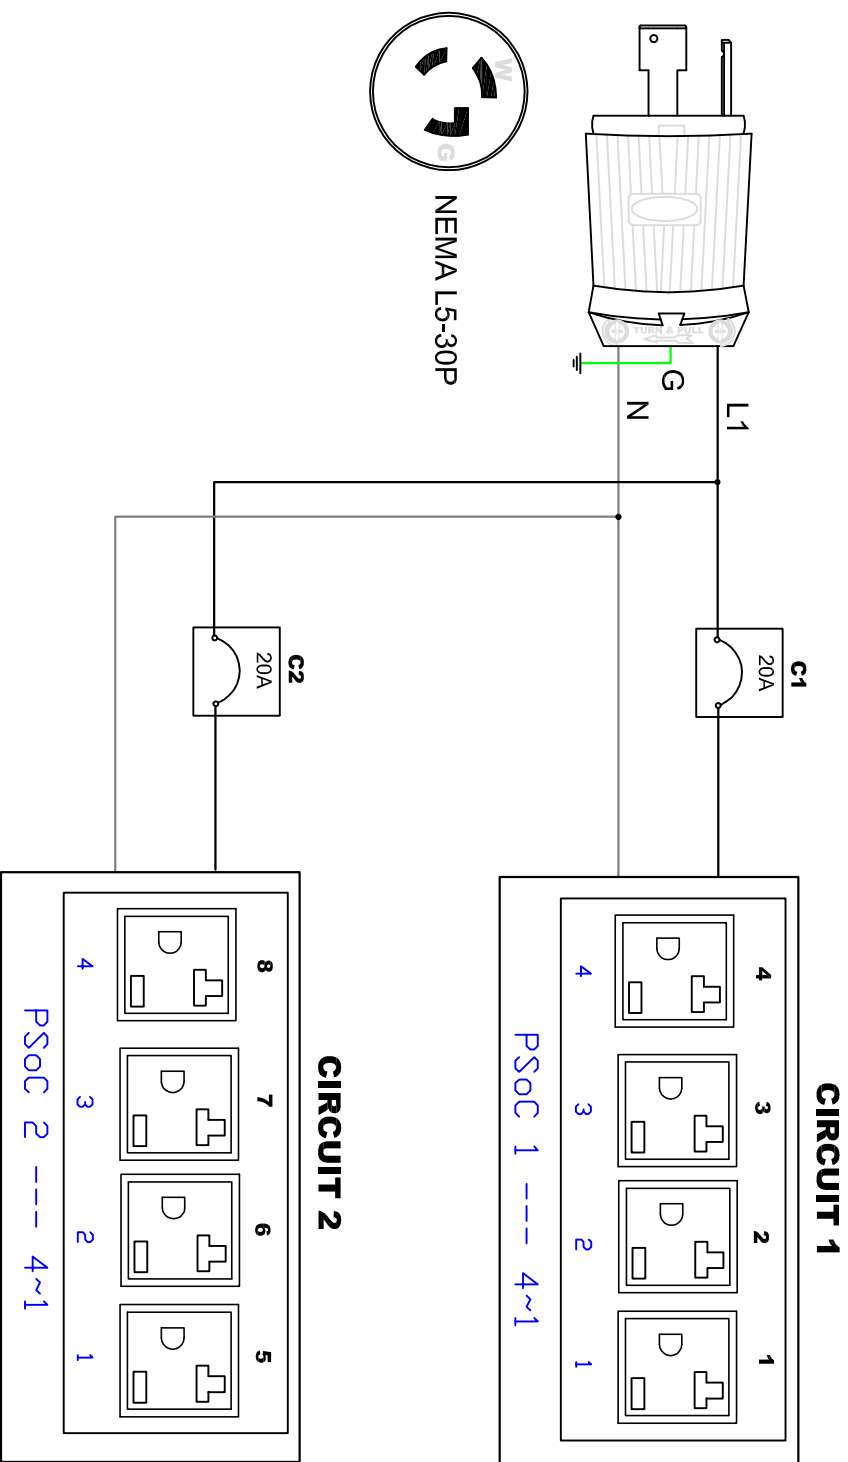 W
G
NEMA L5-30P
TURN & PULL
G
N
L1
C1
20A
C2
20A
CIRCUIT 1
4 3 2 1
4 3 2 1
PSoC 1 --- 4~1
CIRCUIT 2
8 7 6 5
4 3 2 1
PSoC 2 --- 4~1